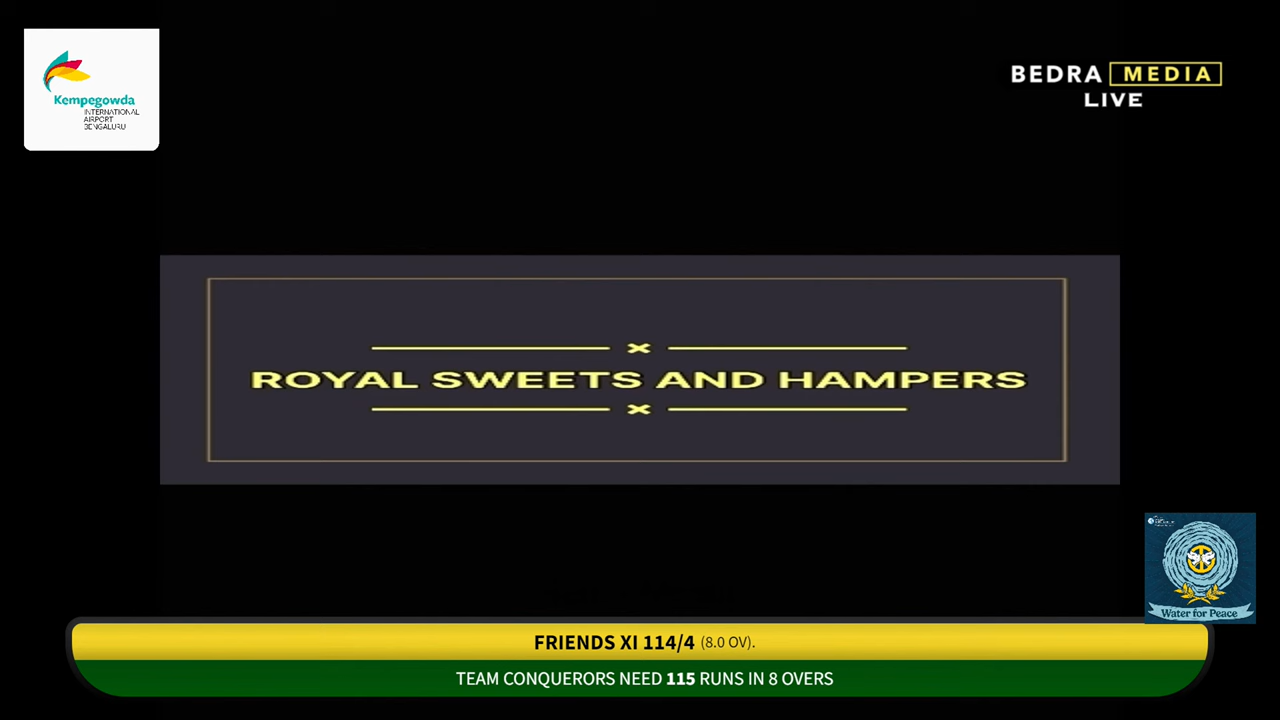 Kempegowda
INTERNATIONAL
AIRPORT
BENGALURU
BEDRA MEDIA
LIVE
ROYAL SWEETS AND HAMPERS
Water for Peace
FRIENDS XI 114/4 (8.0 OV).
TEAM CONQUERORS NEED 115 RUNS IN 8 OVERS